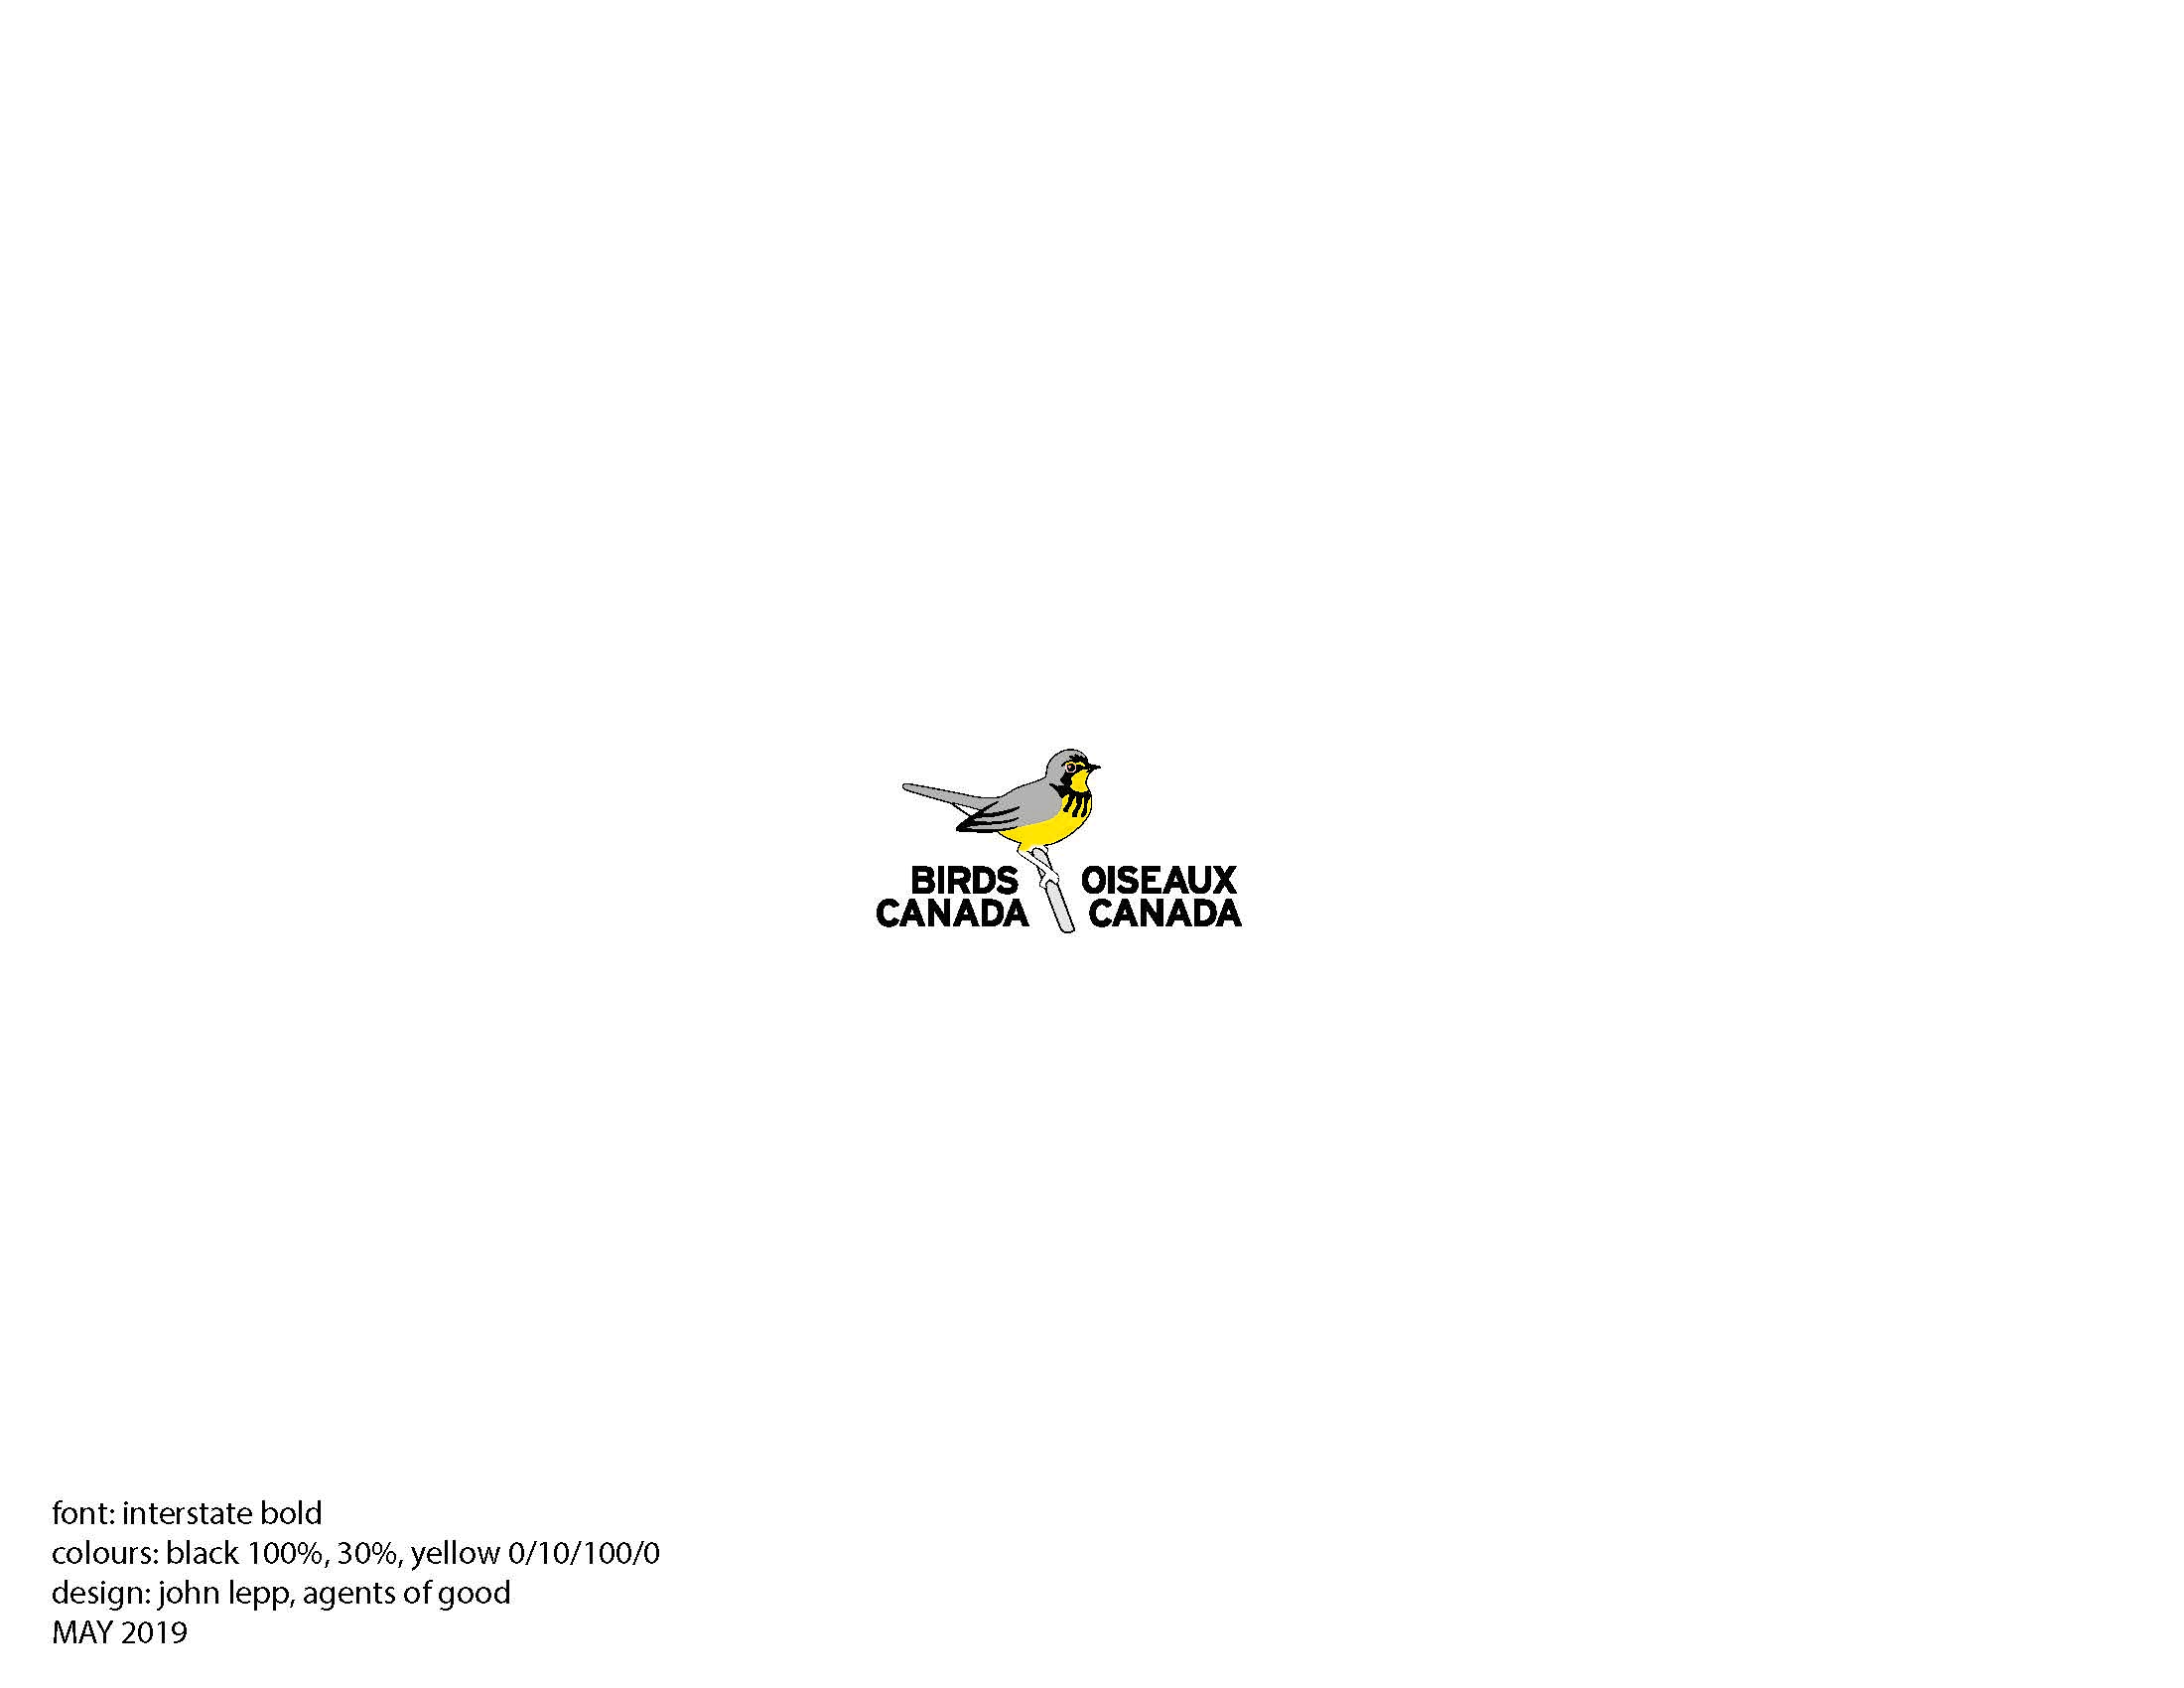 BIRDS
CANADA
OISEAUX
CANADA
font: interstate bold
colours: black 100%, 30%, yellow 0/10/100/0
design: john lepp, agents of good
MAY 2019